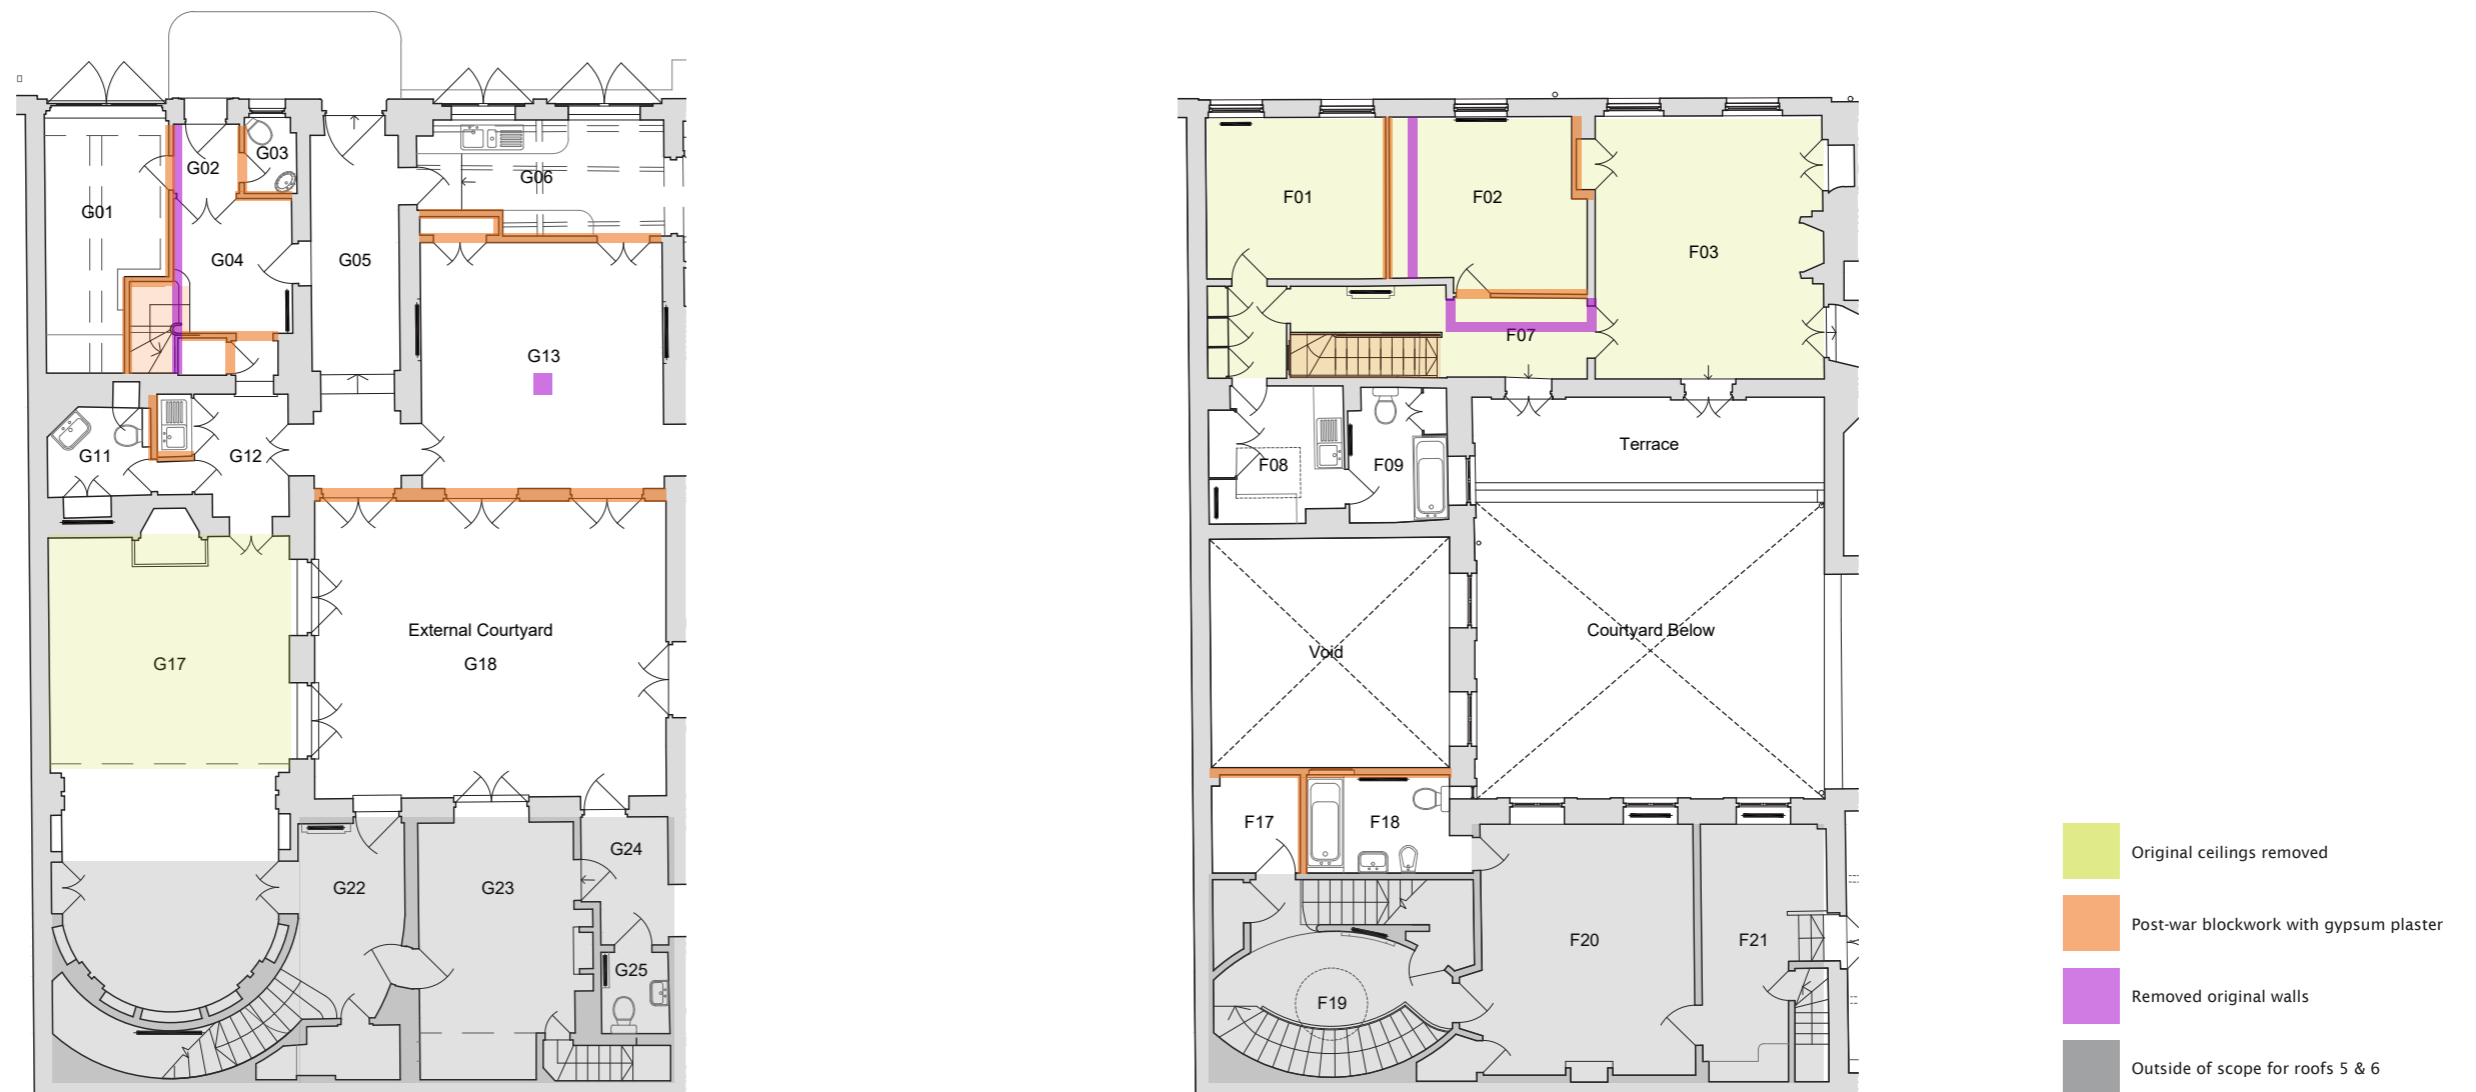 G01
G02
G03
G04
G05
G06
G13
G11
G12
External Courtyard
G17
G18
G22
G23
G24
G25
F01
F02
F03
F07
F08
F09
Terrace
Courtyard Below
Void
F17
F18
F19
F20
F21
Original ceilings removed
Post-war blockwork with gypsum plaster
Removed original walls
Outside of scope for roofs 5 & 6